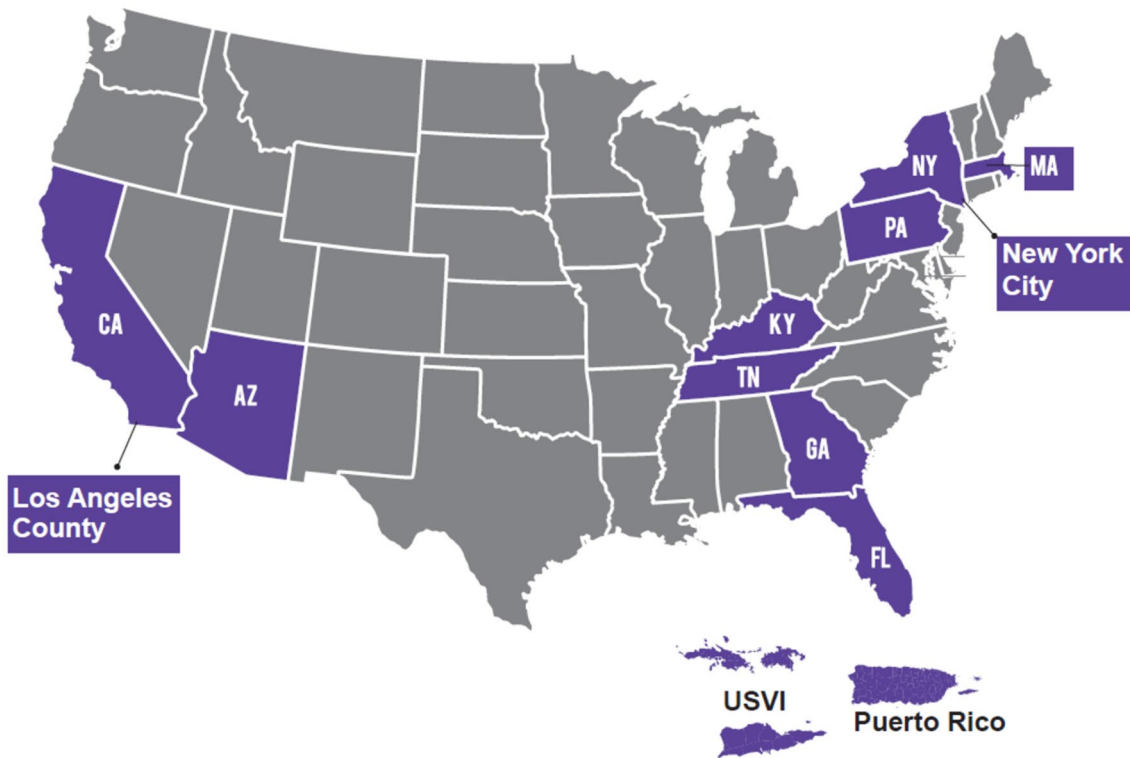 NY
MA
PA
New York
City
CA
KY
TN
AZ
GA
Los Angeles
County
FL
USVI
Puerto Rico